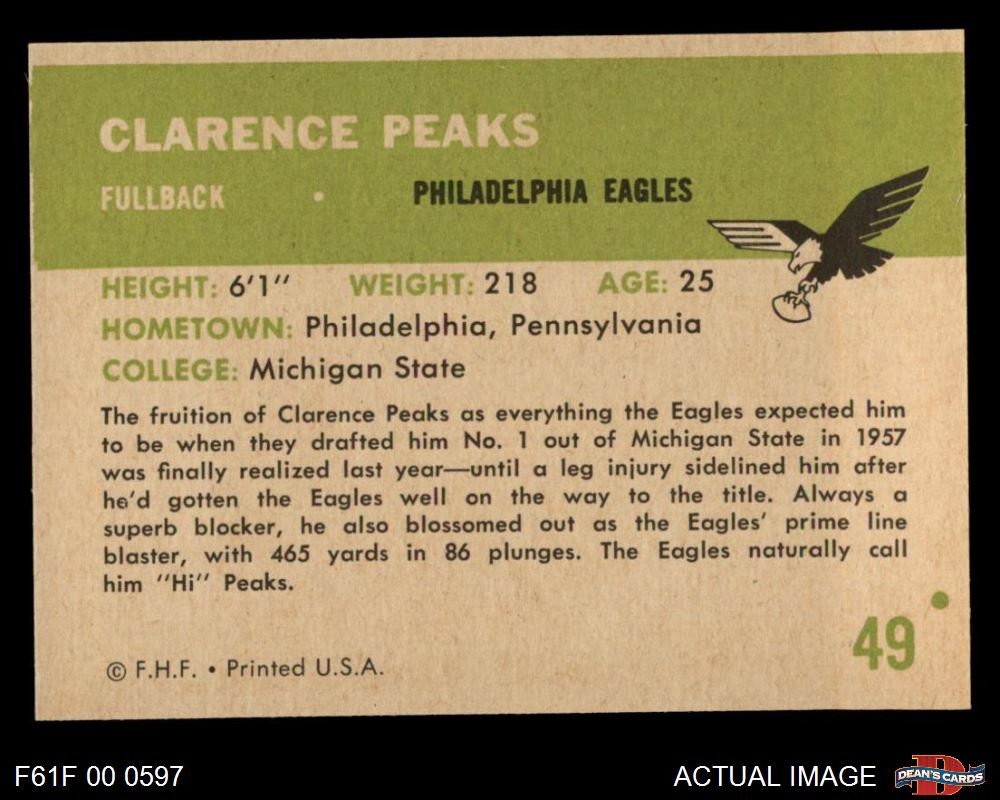 CLARENCE PEAKS
FULLBACK • PHILADELPHIA EAGLES
HEIGHT: 6'1" WEIGHT: 218 AGE: 25
HOMETOWN: Philadelphia, Pennsylvania
COLLEGE: Michigan State
The fruition of Clarence Peaks as everything the Eagles expected him
to be when they drafted him No. 1 out of Michigan State in 1957
was finally realized last year—until a leg injury sidelined him after
he'd gotten the Eagles well on the way to the title. Always a
superb blocker, he also blossomed out as the Eagles' prime line
blaster, with 465 yards in 86 plunges. The Eagles naturally call
him "Hi" Peaks.
49
© F.H.F. • Printed U.S.A.
F61F 00 0597
ACTUAL IMAGE
D
DEAN'S CARDS